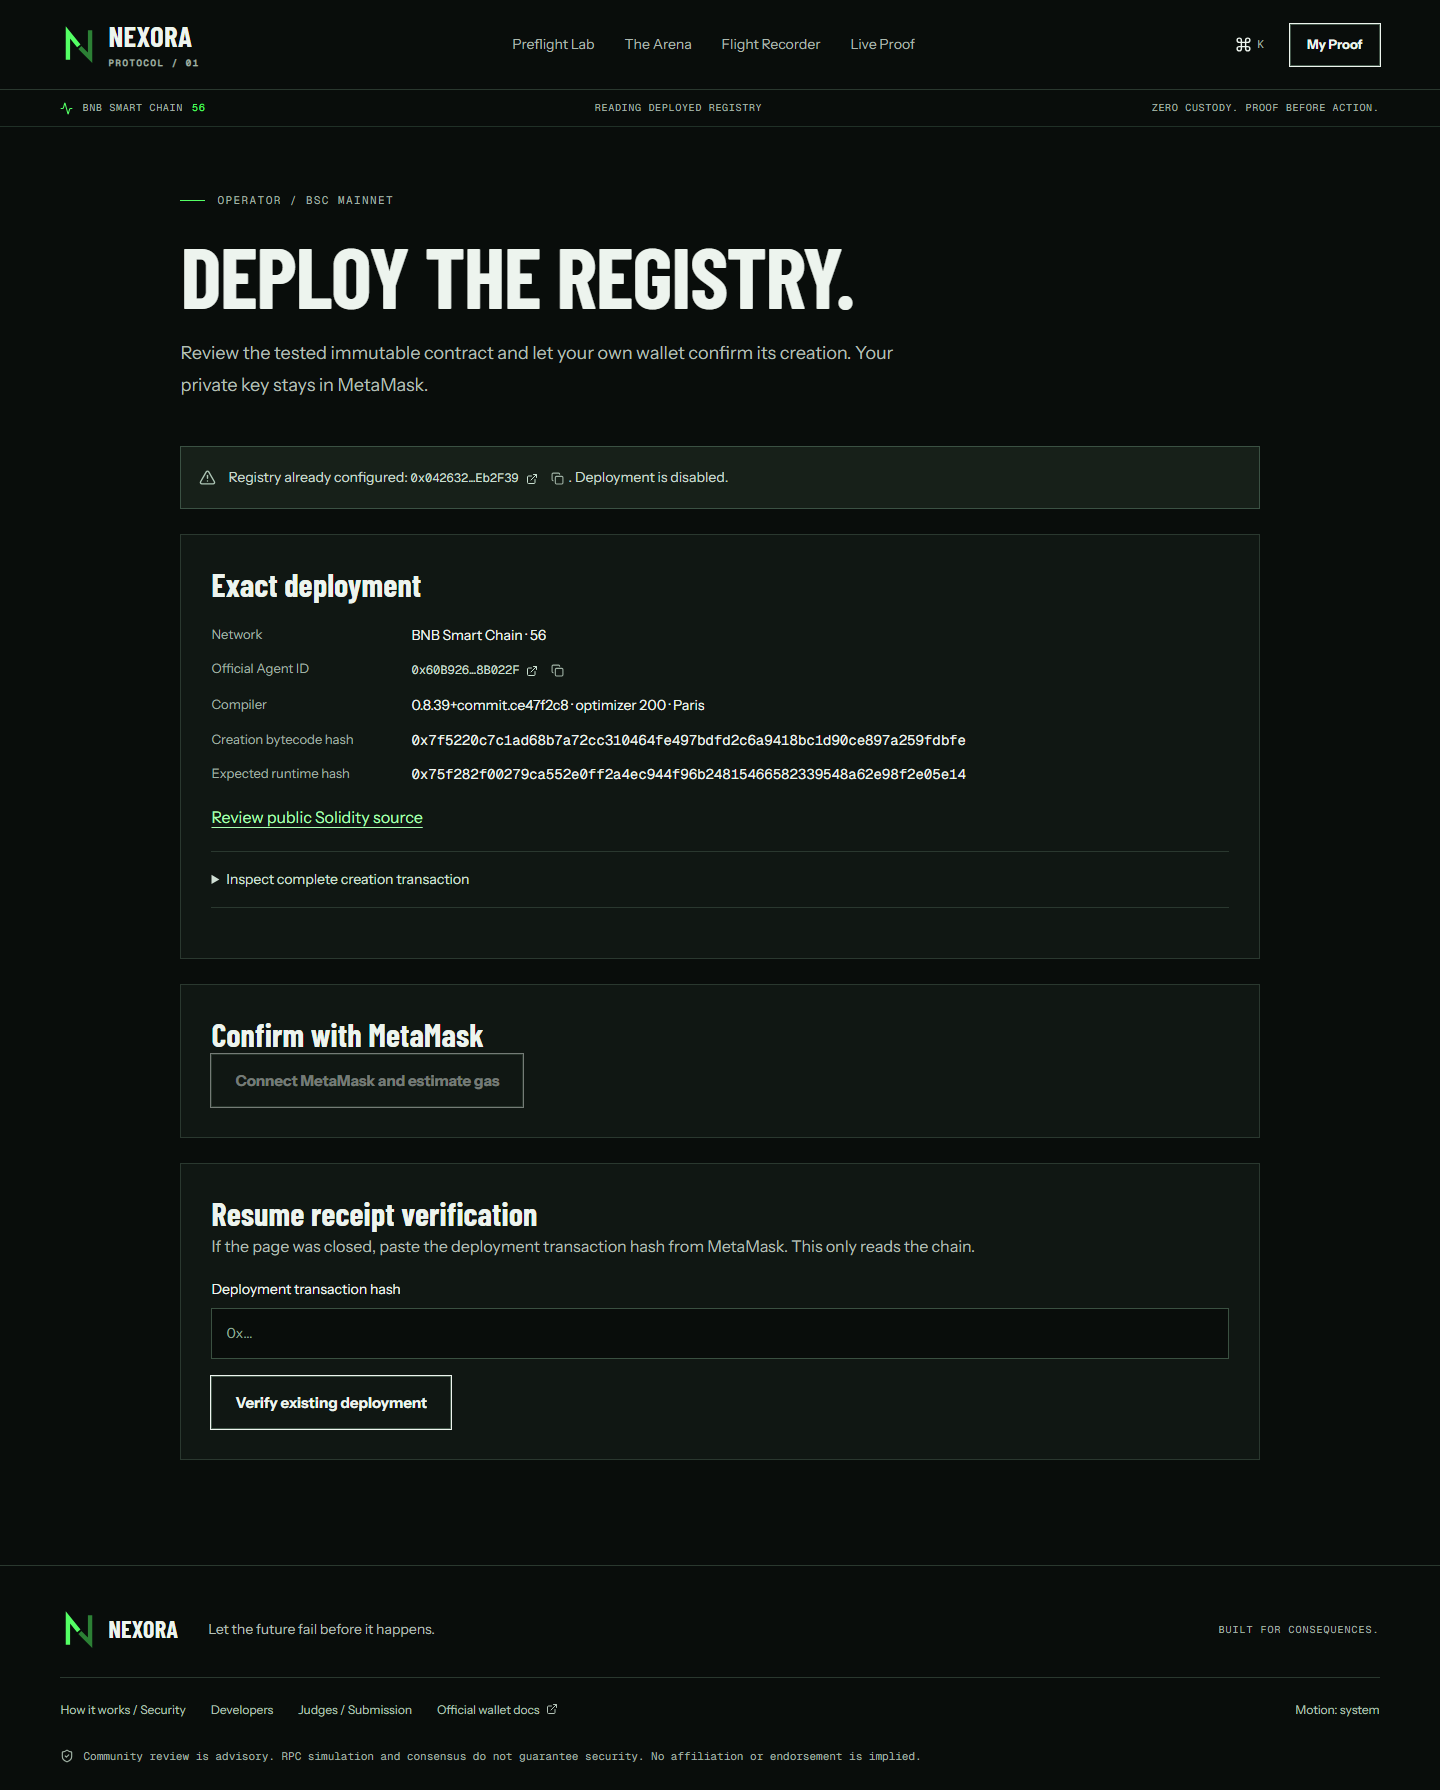 NEXORA
PROTOCOL / 01
Preflight Lab
The Arena
Flight Recorder
Live Proof
⌘ K
My Proof
BNB SMART CHAIN 56
READING DEPLOYED REGISTRY
ZERO CUSTODY. PROOF BEFORE ACTION.
OPERATOR / BSC MAINNET
DEPLOY THE REGISTRY.
Review the tested immutable contract and let your own wallet confirm its creation. Your
private key stays in MetaMask.
Registry already configured: 0x042632…Eb2F39 . Deployment is disabled.
Exact deployment
Network
BNB Smart Chain · 56
Official Agent ID
0x60B926…8B022F
Compiler
0.8.39+commit.ce47f2c8 · optimizer 200 · Paris
Creation bytecode hash
0x7f5220c7c1ad68b7a72cc310464fe497bdfd2c6a9418bc1d90ce897a259fdbfe
Expected runtime hash
0x75f282f00279ca552e0ff2a4ec944f96b24815466582339548a62e98f2e05e14
Review public Solidity source
Inspect complete creation transaction
Confirm with MetaMask
Connect MetaMask and estimate gas
Resume receipt verification
If the page was closed, paste the deployment transaction hash from MetaMask. This only reads the chain.
Deployment transaction hash
0x…
Verify existing deployment
NEXORA
Let the future fail before it happens.
BUILT FOR CONSEQUENCES.
How it works / Security
Developers
Judges / Submission
Official wallet docs
Motion: system
Community review is advisory. RPC simulation and consensus do not guarantee security. No affiliation or endorsement is implied.